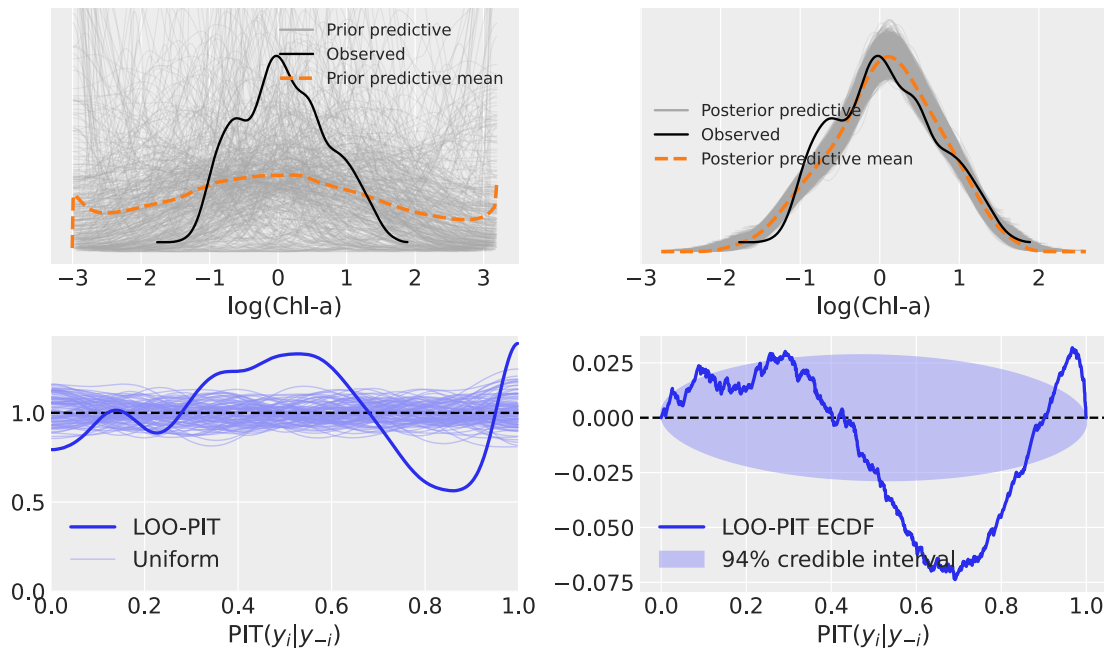 Prior predictive
Observed
Prior predictive mean
−3 −2 −1 0 1 2 3
log(Chl-a)
Posterior predictive
Observed
Posterior predictive mean
−3 −2 −1 0 1 2
log(Chl-a)
1.0
0.5
0.0
LOO-PIT
Uniform
0.0 0.2 0.4 0.6 0.8 1.0
PIT(y_i|y_{−i})
0.025
0.000
−0.025
−0.050
−0.075
LOO-PIT ECDF
94% credible interval
0.0 0.2 0.4 0.6 0.8 1.0
PIT(y_i|y_{−i})